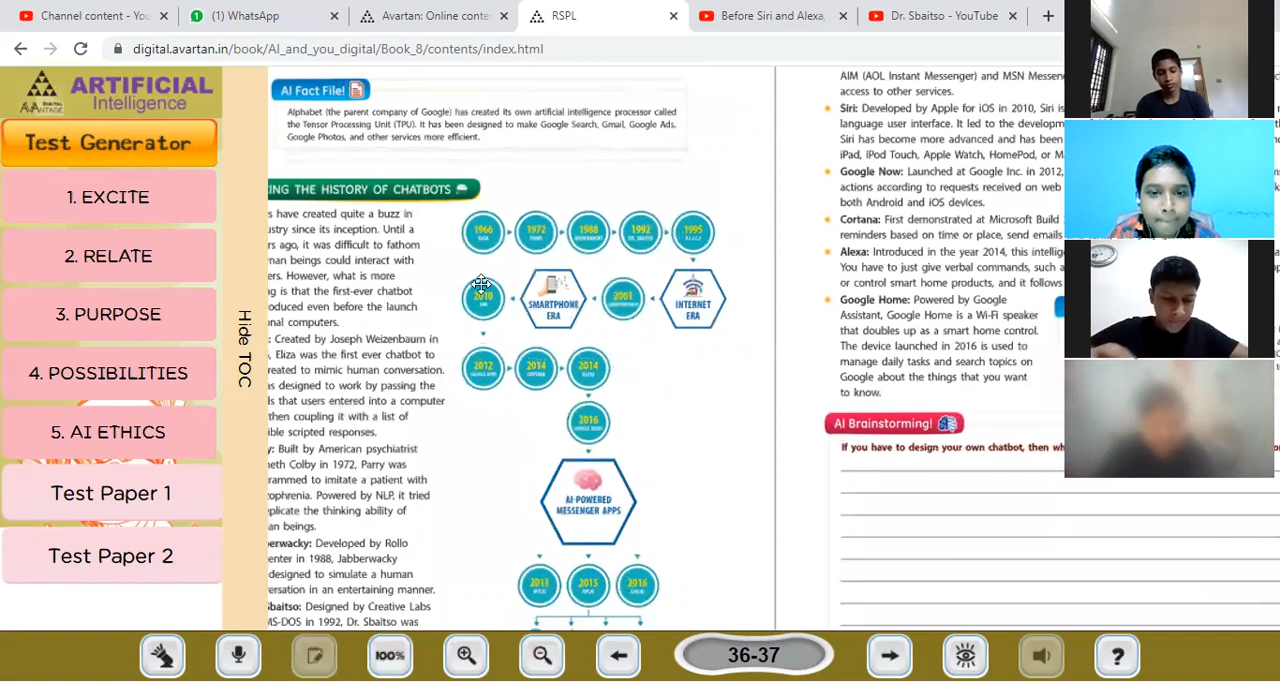 Channel content - You
(1) WhatsApp
Avartan: Online conte
RSPL
Before Siri and Alexa,
Dr. Sbaitso - YouTube
digital.avartan.in/book/AI_and_you_digital/Book_8/contents/index.html
ARTIFICIAL
Intelligence
Test Generator
1. EXCITE
2. RELATE
3. PURPOSE
4. POSSIBILITIES
5. AI ETHICS
Test Paper 1
Test Paper 2
Hide TOC
AI Fact File!
Alphabet (the parent company of Google) has created its own artificial intelligence processor called
the Tensor Processing Unit (TPU). It has been designed to make Google Search, Gmail, Google Ads,
Google Photos, and other services more efficient.
ING THE HISTORY OF CHATBOTS
s have created quite a buzz in
ustry since its inception. Until a
rs ago, it was difficult to fathom
man beings could interact with
ers. However, what is more
ng is that the first-ever chatbot
roduced even before the launch
nal computers.
: Created by Joseph Weizenbaum in
, Eliza was the first ever chatbot to
reated to mimic human conversation.
as designed to work by passing the
ds that users entered into a computer
then coupling it with a list of
ible scripted responses.
y: Built by American psychiatrist
neth Colby in 1972, Parry was
rammed to imitate a patient with
zophrenia. Powered by NLP, it tried
eplicate the thinking ability of
an beings.
erwacky: Developed by Rollo
enter in 1988, Jabberwacky
designed to simulate a human
versation in an entertaining manner.
Sbaitso: Designed by Creative Labs
MS-DOS in 1992, Dr. Sbaitso was
1966
1972
1988
1992
1995
2010
SMARTPHONE
ERA
2001
INTERNET
ERA
2012
2014
2014
2016
AI-POWERED
MESSENGER APPS
2015
2016
AIM (AOL Instant Messenger) and MSN Messen
access to other services.
Siri: Developed by Apple for iOS in 2010, Siri is
language user interface. It led to the developm
Siri has become more advanced and has been
iPad, iPod Touch, Apple Watch, HomePod, or M
Google Now: Launched at Google Inc. in 2012,
actions according to requests received on web
both Android and iOS devices.
Cortana: First demonstrated at Microsoft Build
reminders based on time or place, send emails
Alexa: Introduced in the year 2014, this intellig
You have to just give verbal commands, such a
or control smart home products, and it follows
Google Home: Powered by Google
Assistant, Google Home is a Wi-Fi speaker
that doubles up as a smart home control.
The device launched in 2016 is used to
manage daily tasks and search topics on
Google about the things that you want
to know.
AI Brainstorming!
If you have to design your own chatbot, then wh
100%
36-37
?